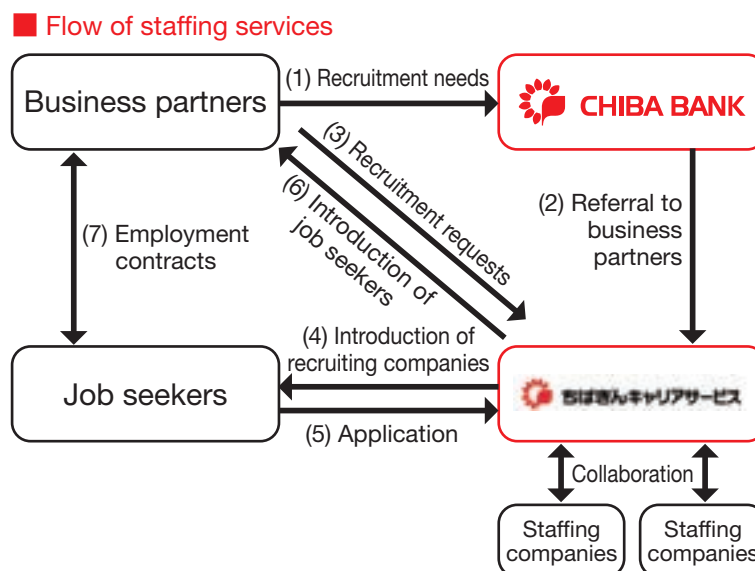 Flow of staffing services
Business partners
(1) Recruitment needs
CHIBA BANK
(3) Recruitment requests
(6) Introduction of
job seekers
(2) Referral to
business
partners
(7) Employment
contracts
(4) Introduction of
recruiting companies
Job seekers
ちばぎんキャリアサービス
(5) Application
Collaboration
Staffing
companies
Staffing
companies